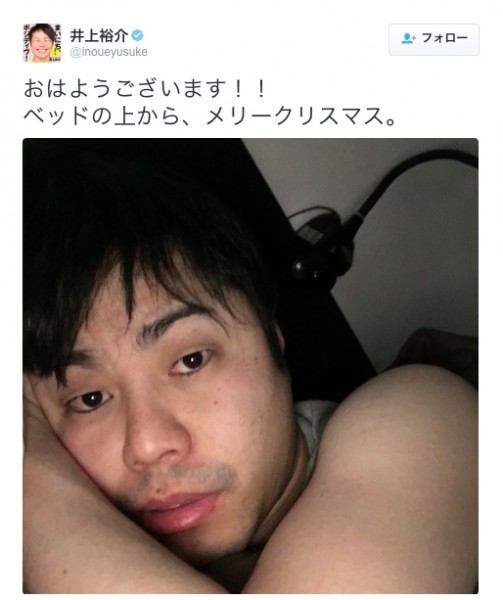 井上裕介
@inoueyusuke
フォロー
おはようございます！！
ベッドの上から、メリークリスマス。